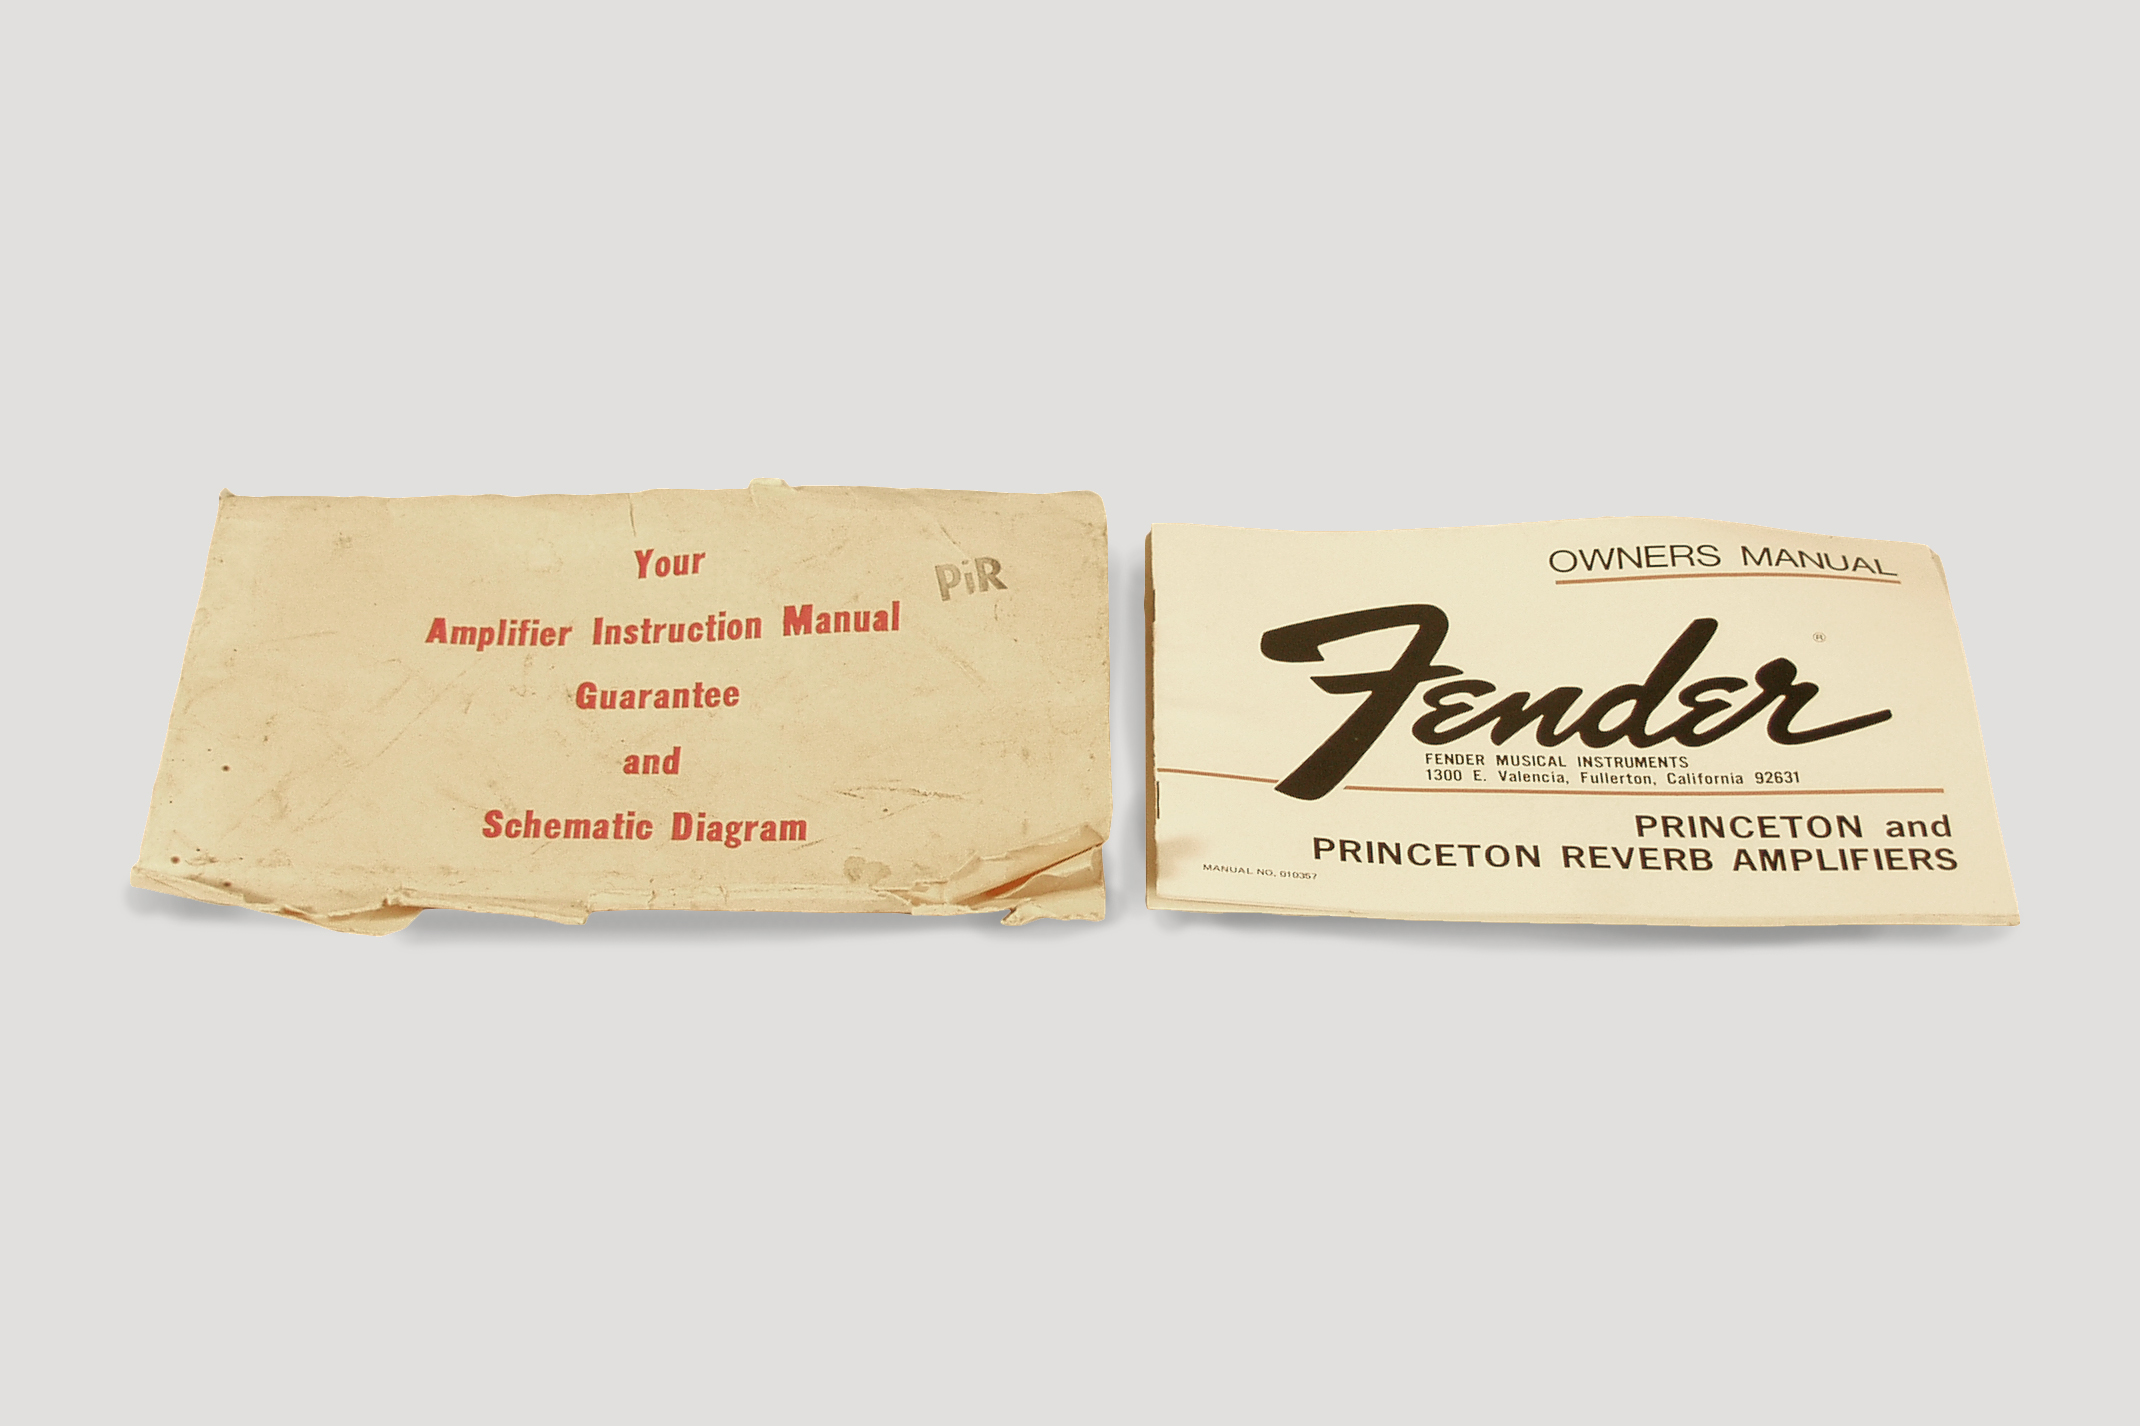 Your
PiR
Amplifier Instruction Manual
Guarantee
and
Schematic Diagram
OWNERS MANUAL
Fender ®
FENDER MUSICAL INSTRUMENTS
1300 E. Valencia, Fullerton, California 92631
PRINCETON and
PRINCETON REVERB AMPLIFIERS
MANUAL NO. 010357